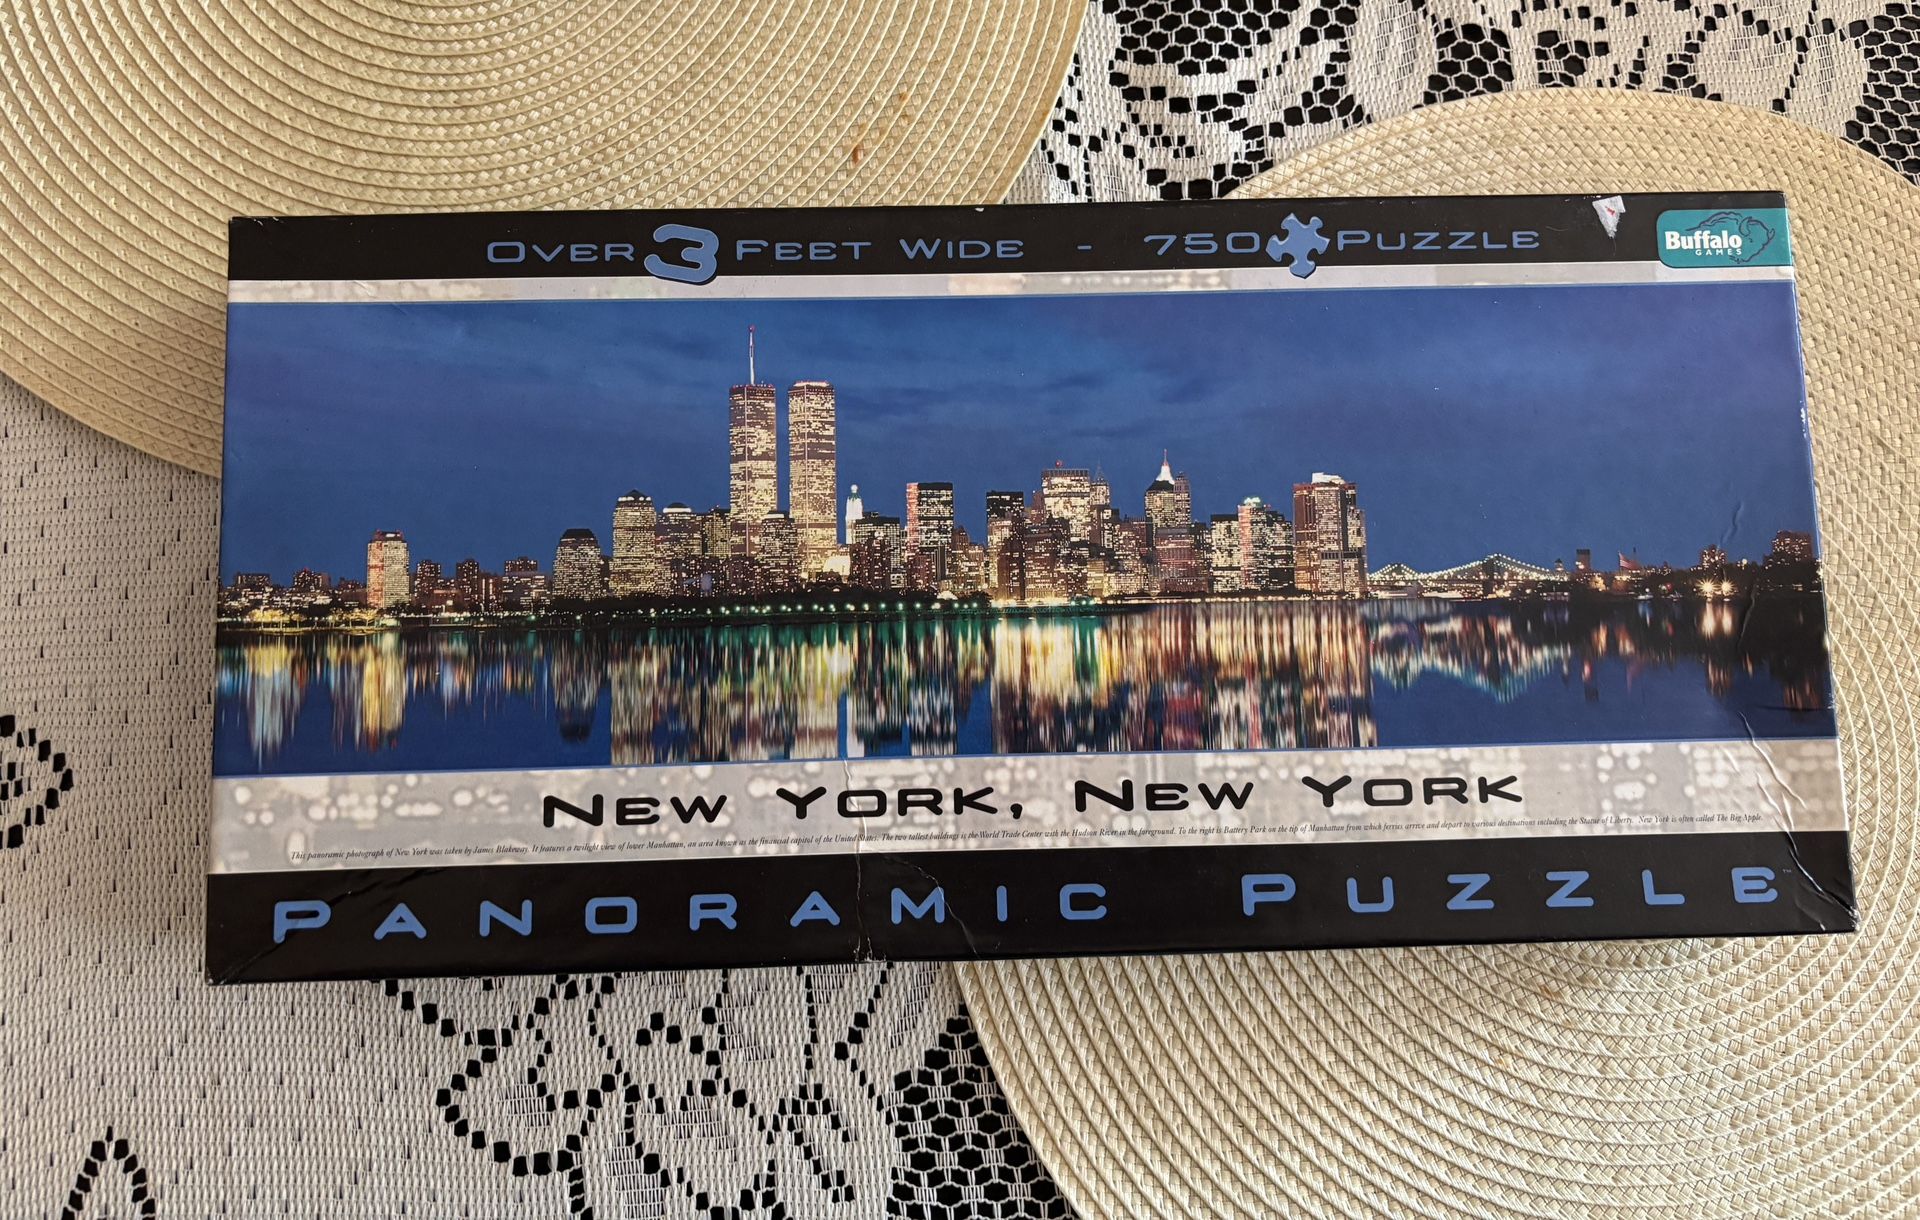 OVER 3 FEET WIDE - 750 PUZZLE
Buffalo
GAMES
NEW YORK, NEW YORK
This panoramic photograph of New York was taken by James Blakeway. It features a twilight view of lower Manhattan, an area known as the financial capitol of the United States. The two tallest buildings is the World Trade Center with the Hudson River in the foreground. To the right is Battery Park on the tip of Manhattan from which ferries arrive and depart to various destinations including the Statue of Liberty. New York is often called The Big Apple.
PANORAMIC PUZZLE™